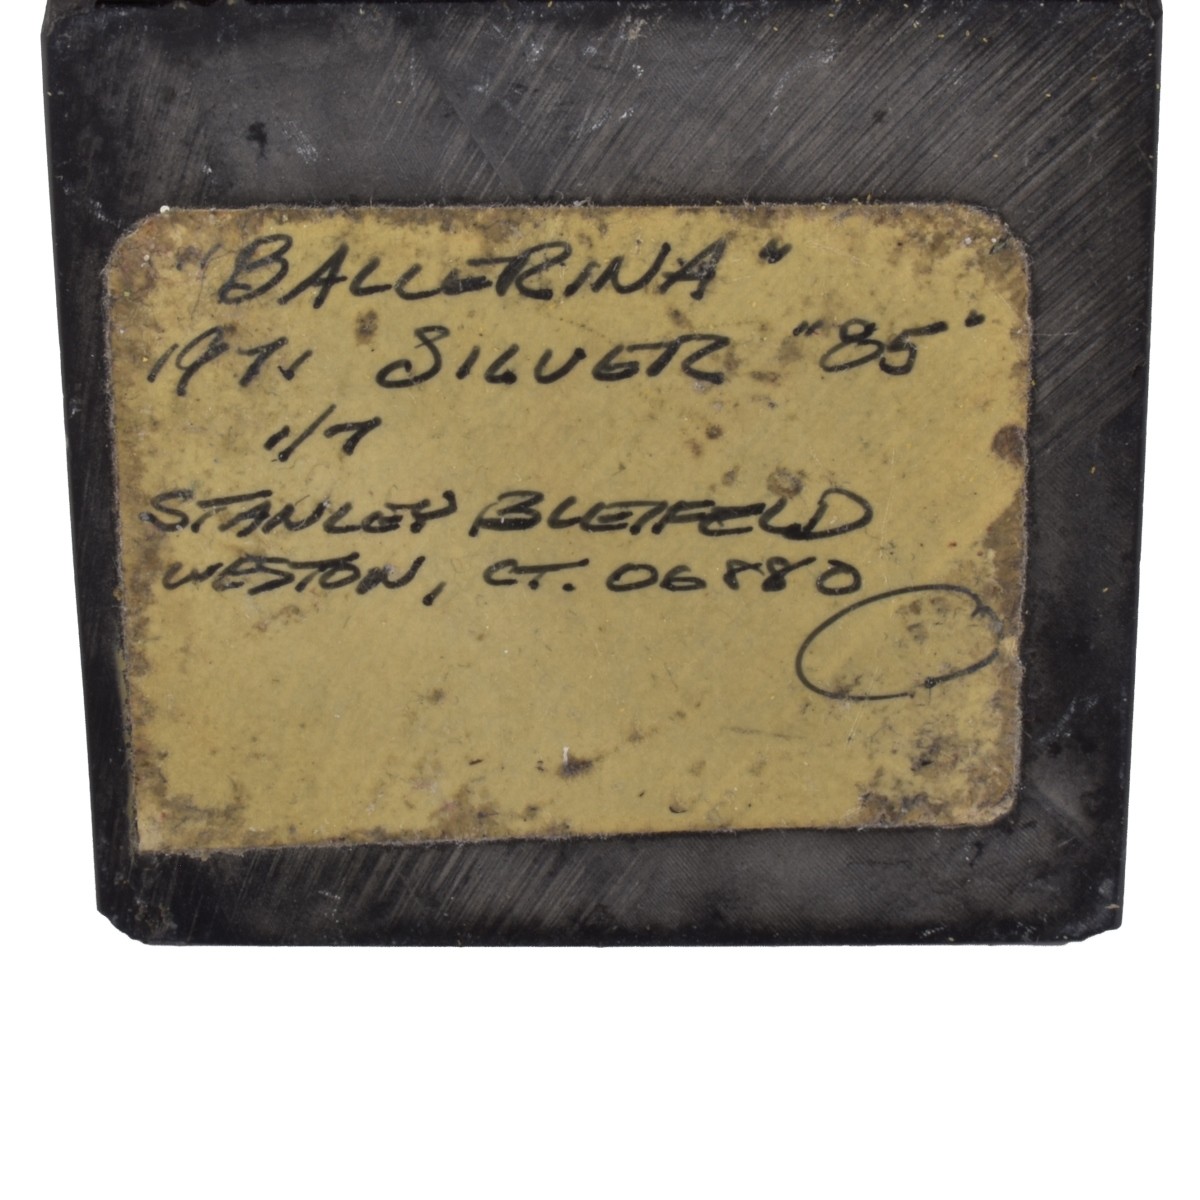 "BALLERINA"
1971 SILVER "85"
1/7
STANLEY BLEIFELD
WESTON, CT. 06880